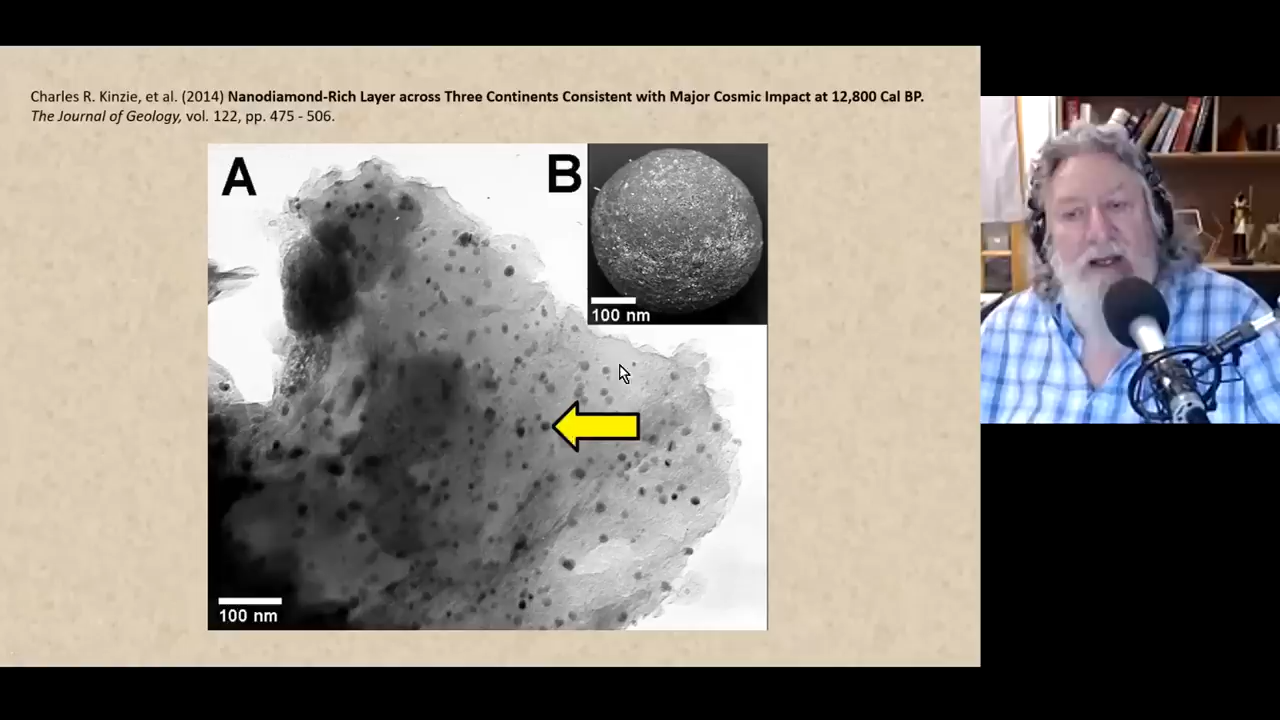 Charles R. Kinzie, et al. (2014) Nanodiamond-Rich Layer across Three Continents Consistent with Major Cosmic Impact at 12,800 Cal BP.
The Journal of Geology, vol. 122, pp. 475 - 506.
A
B
100 nm
100 nm